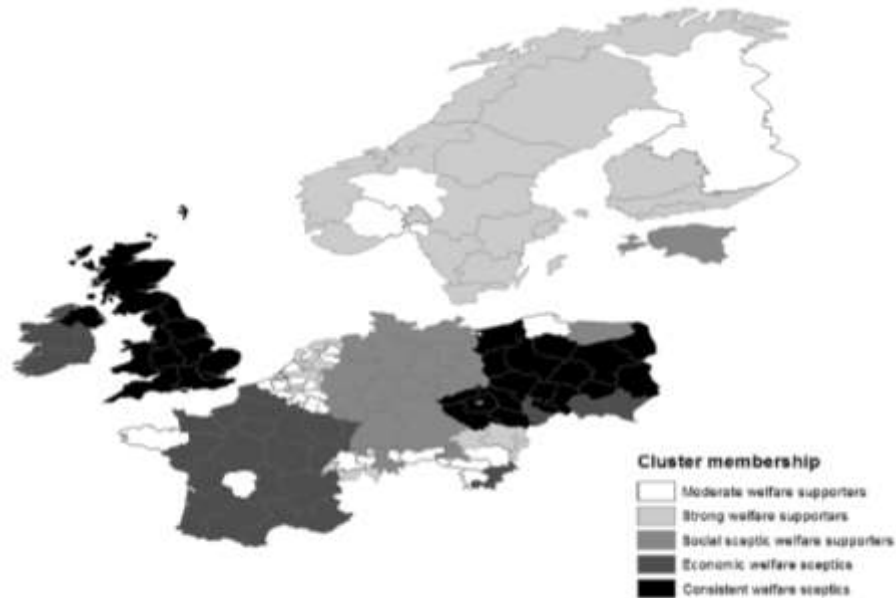 Cluster membership
Moderate welfare supporters
Strong welfare supporters
Social sceptic welfare supporters
Economic welfare sceptics
Consistent welfare sceptics